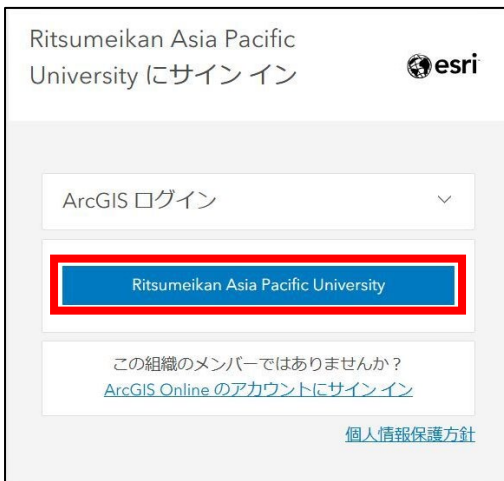 Ritsumeikan Asia Pacific
University にサイン イン
esri
ArcGIS ログイン
Ritsumeikan Asia Pacific University
この組織のメンバーではありませんか？
ArcGIS Online のアカウントにサイン イン
個人情報保護方針